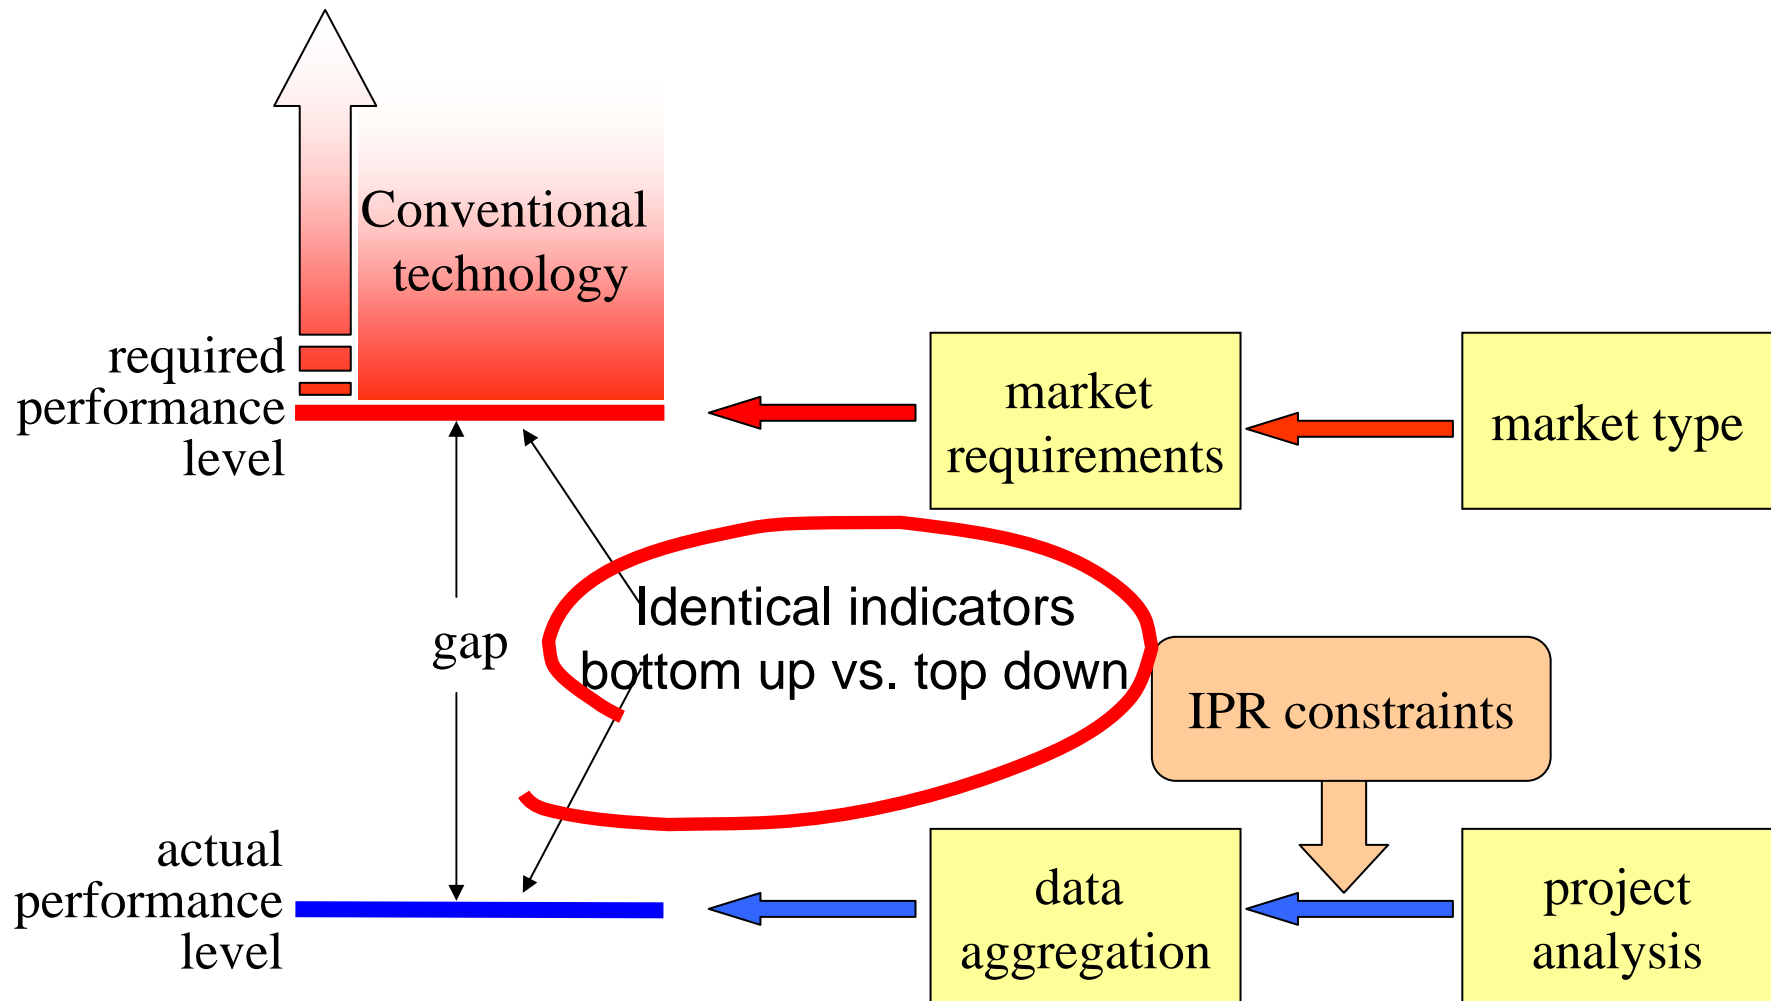 Conventional
technology
required
performance
level
market
requirements
market type
Identical indicators
bottom up vs. top down
gap
IPR constraints
actual
performance
level
data
aggregation
project
analysis